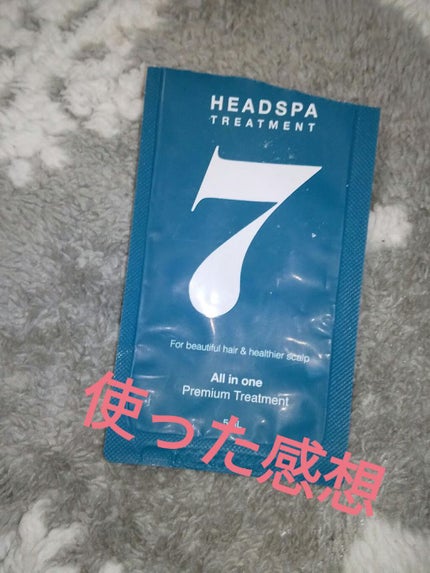 HEADSPA
TREATMENT
7
For beautiful hair & healthier scalp
All in one
Premium Treatment
使った感想